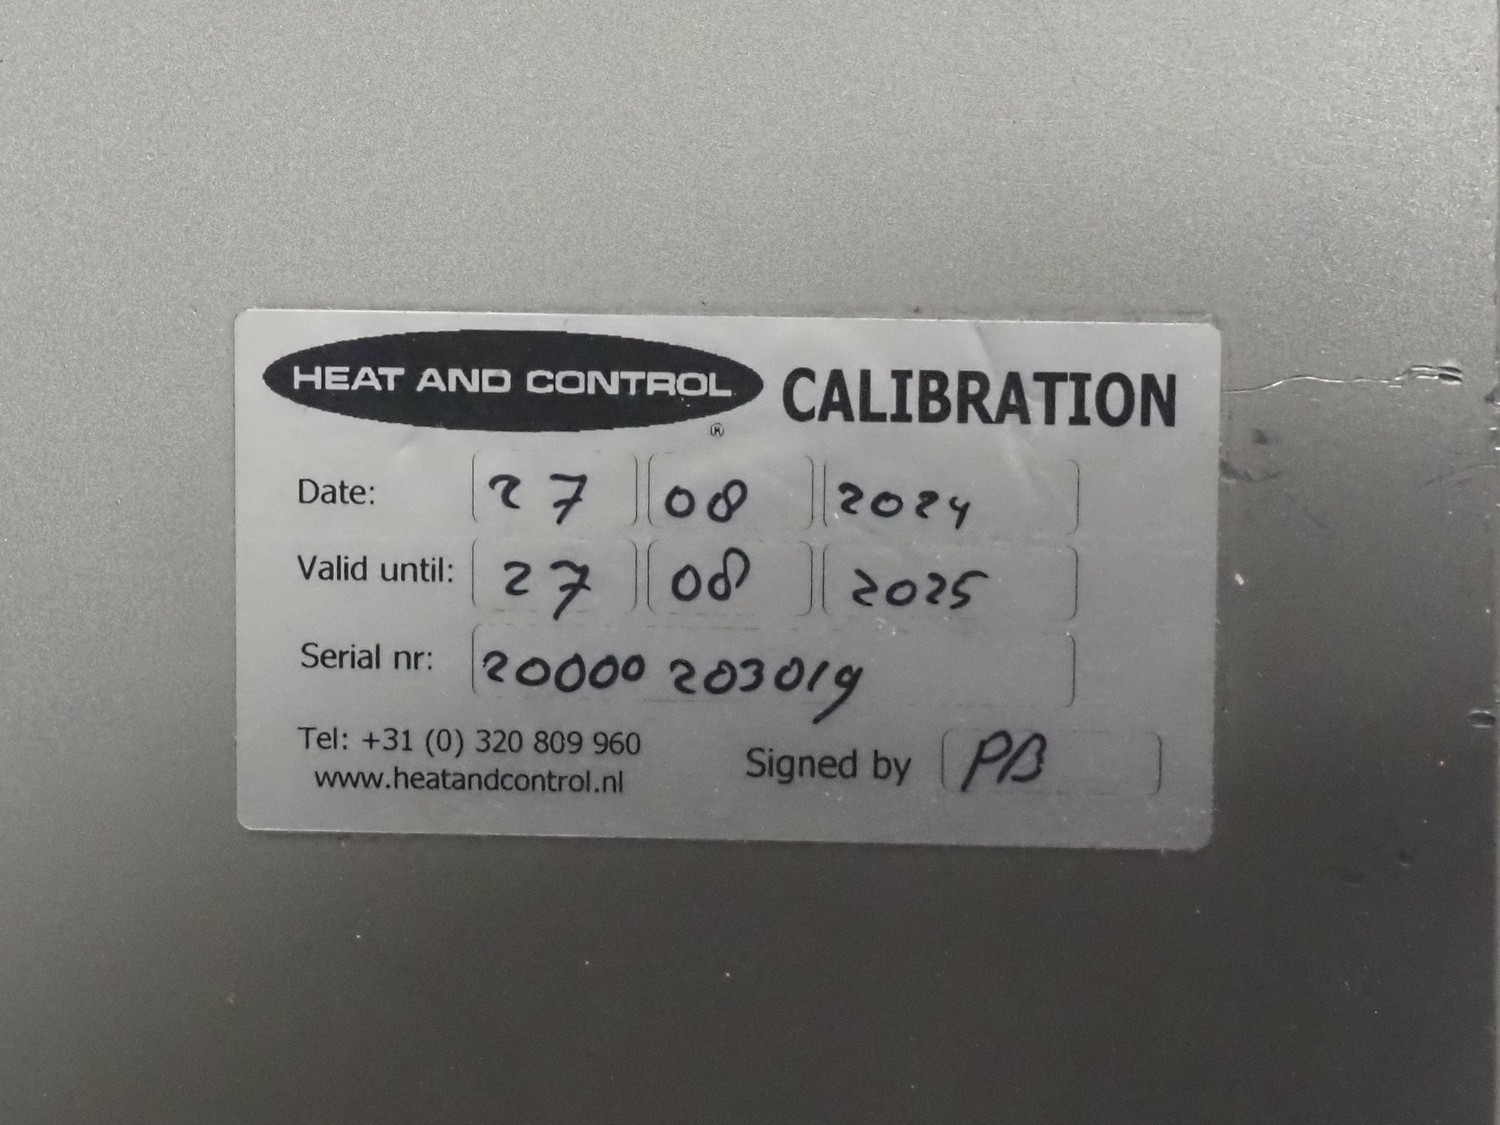 HEAT AND CONTROL ® CALIBRATION
Date: 27 08 2024
Valid until: 27 08 2025
Serial nr: 20000 203019
Tel: +31 (0) 320 809 960
www.heatandcontrol.nl
Signed by PB